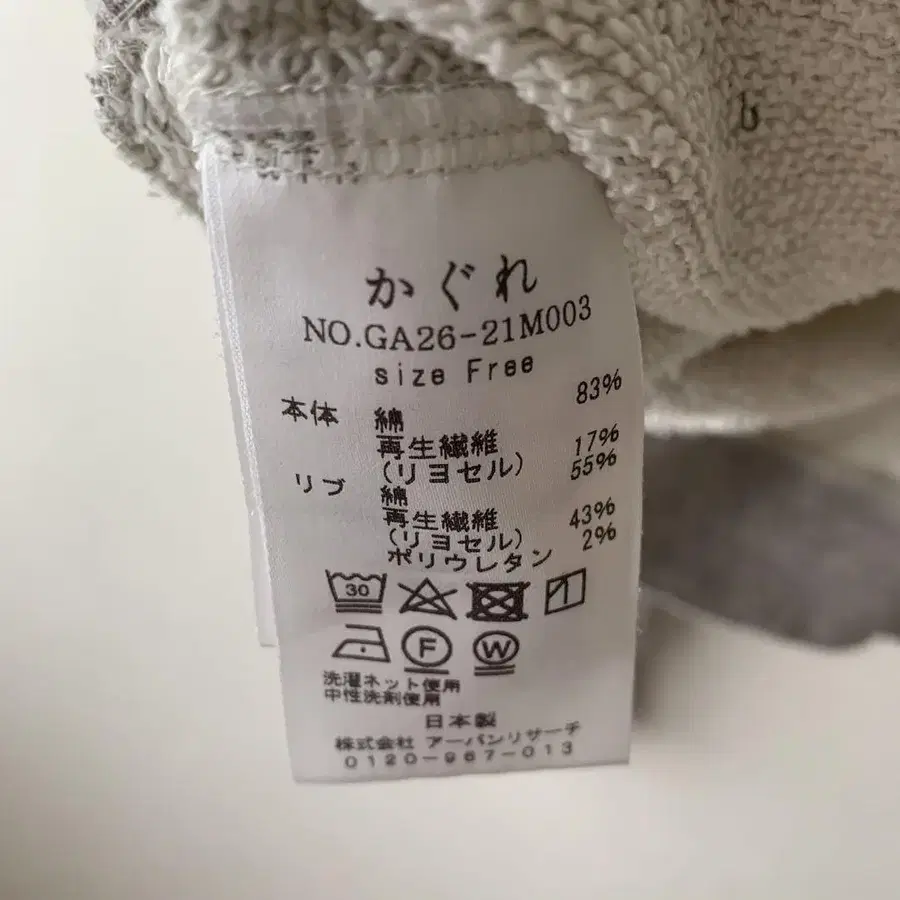 かぐれ
NO.GA26-21M003
size Free
本体 綿 83%
再生繊維
(リヨセル) 17%
リブ 綿 55%
再生繊維
(リヨセル) 43%
ポリウレタン 2%
30
F W
洗濯ネット使用
中性洗剤使用
日本製
株式会社 アーバンリサーチ
0120-967-013